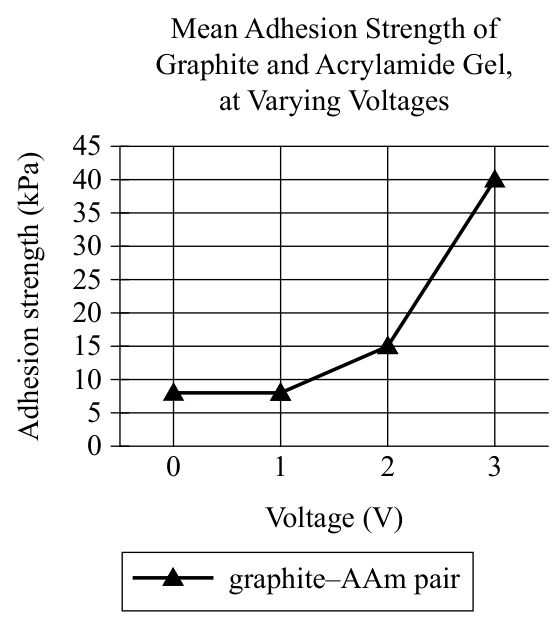 Mean Adhesion Strength of
Graphite and Acrylamide Gel,
at Varying Voltages
Adhesion strength (kPa)
45
40
35
30
25
20
15
10
5
0
0 1 2 3
Voltage (V)
graphite–AAm pair